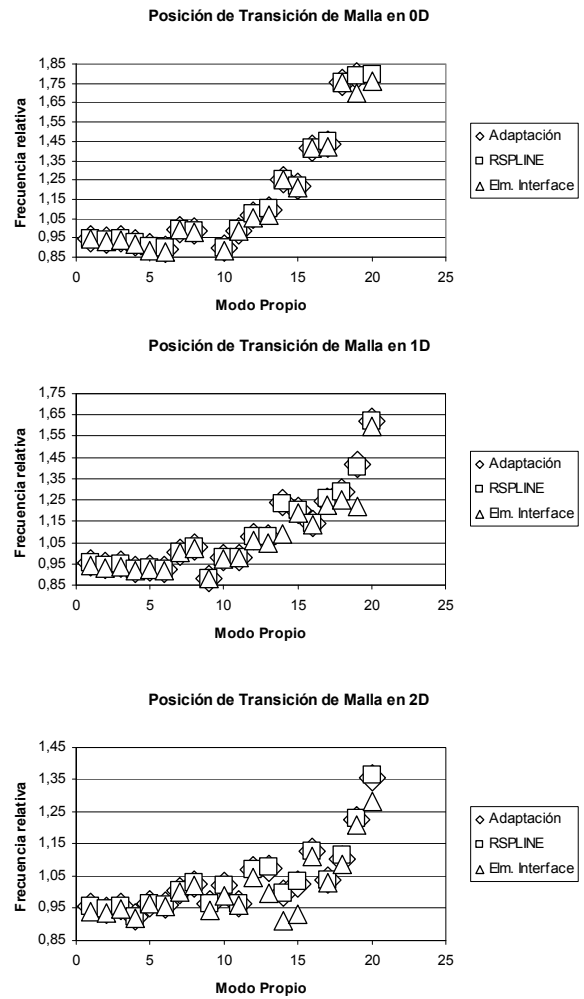 Posición de Transición de Malla en 0D
Frecuencia relativa
1,85
1,75
1,65
1,55
1,45
1,35
1,25
1,15
1,05
0,95
0,85
0 5 10 15 20 25
Modo Propio
Adaptación
RSPLINE
Elm. Interface
Posición de Transición de Malla en 1D
Frecuencia relativa
1,75
1,65
1,55
1,45
1,35
1,25
1,15
1,05
0,95
0,85
0 5 10 15 20 25
Modo Propio
Adaptación
RSPLINE
Elm. Interface
Posición de Transición de Malla en 2D
Frecuencia relativa
1,45
1,35
1,25
1,15
1,05
0,95
0,85
0 5 10 15 20 25
Modo Propio
Adaptación
RSPLINE
Elm. Interface